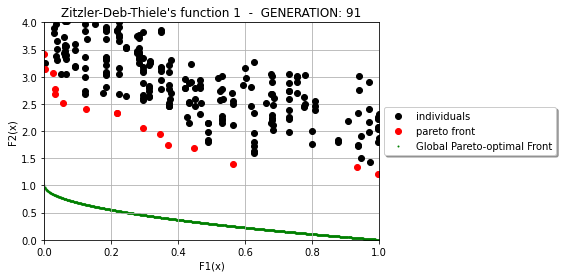 Zitzler-Deb-Thiele's function 1 - GENERATION: 91
4.0
3.5
3.0
2.5
2.0
1.5
1.0
0.5
0.0
F2(x)
0.0 0.2 0.4 0.6 0.8 1.0
F1(x)
individuals
pareto front
Global Pareto-optimal Front